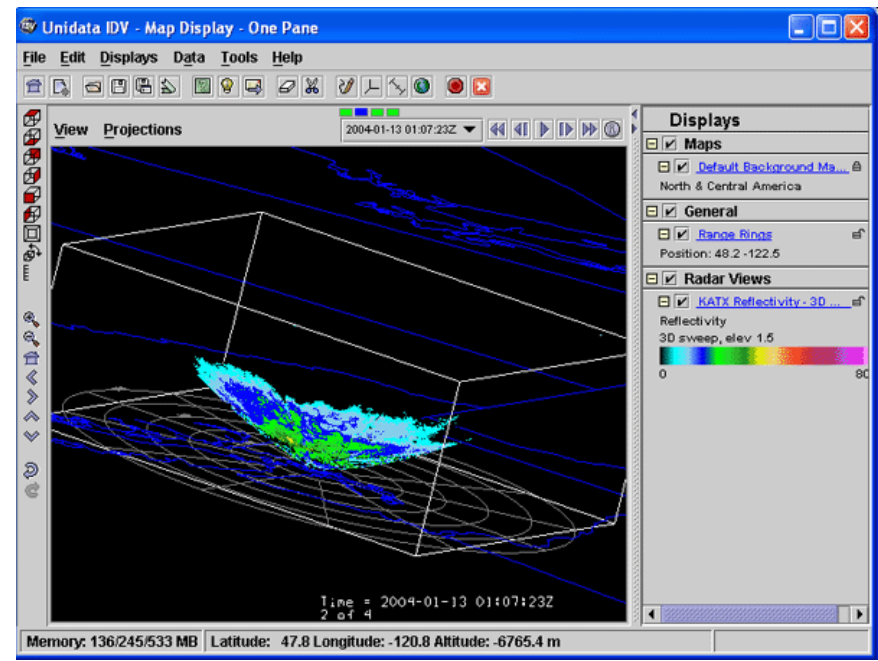 Unidata IDV - Map Display - One Pane
File Edit Displays Data Tools Help
View Projections
2004-01-13 01:07:23Z
Displays
Maps
Default Background Ma...
North & Central America
General
Range Rings
Position: 48.2 -122.5
Radar Views
KATX Reflectivity - 3D ...
Reflectivity
3D sweep, elev 1.5
0 80
Time = 2004-01-13 01:07:23Z
2 of 4
Memory: 136/245/533 MB Latitude: 47.8 Longitude: -120.8 Altitude: -6765.4 m